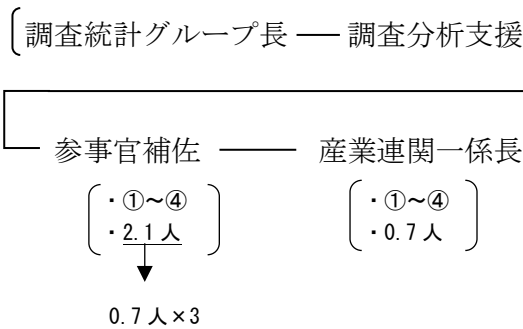 調査統計グループ長 ── 調査分析支援
参事官補佐 ─── 産業連関一係長
・①～④ ・①～④
・2.1人 ・0.7人
0.7人×3